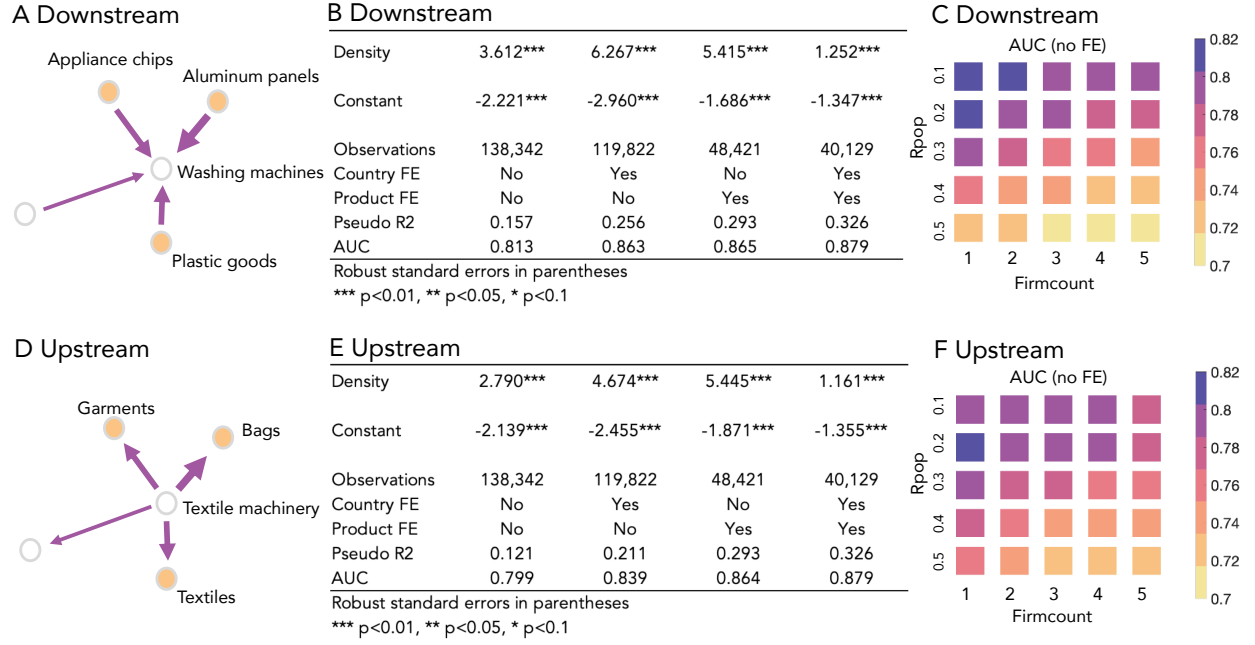 A Downstream
Appliance chips
Aluminum panels
Washing machines
Plastic goods
B Downstream
Density 3.612*** 6.267*** 5.415*** 1.252***
Constant -2.221*** -2.960*** -1.686*** -1.347***
Observations 138,342 119,822 48,421 40,129
Country FE No Yes No Yes
Product FE No No Yes Yes
Pseudo R2 0.157 0.256 0.293 0.326
AUC 0.813 0.863 0.865 0.879
Robust standard errors in parentheses
*** p<0.01, ** p<0.05, * p<0.1
C Downstream
AUC (no FE)
Rpop
0.1
0.2
0.3
0.4
0.5
1 2 3 4 5
Firmcount
0.82
0.8
0.78
0.76
0.74
0.72
0.7
D Upstream
Garments
Bags
Textile machinery
Textiles
E Upstream
Density 2.790*** 4.674*** 5.445*** 1.161***
Constant -2.139*** -2.455*** -1.871*** -1.355***
Observations 138,342 119,822 48,421 40,129
Country FE No Yes No Yes
Product FE No No Yes Yes
Pseudo R2 0.121 0.211 0.293 0.326
AUC 0.799 0.839 0.864 0.879
Robust standard errors in parentheses
*** p<0.01, ** p<0.05, * p<0.1
F Upstream
AUC (no FE)
Rpop
0.1
0.2
0.3
0.4
0.5
1 2 3 4 5
Firmcount
0.82
0.8
0.78
0.76
0.74
0.72
0.7